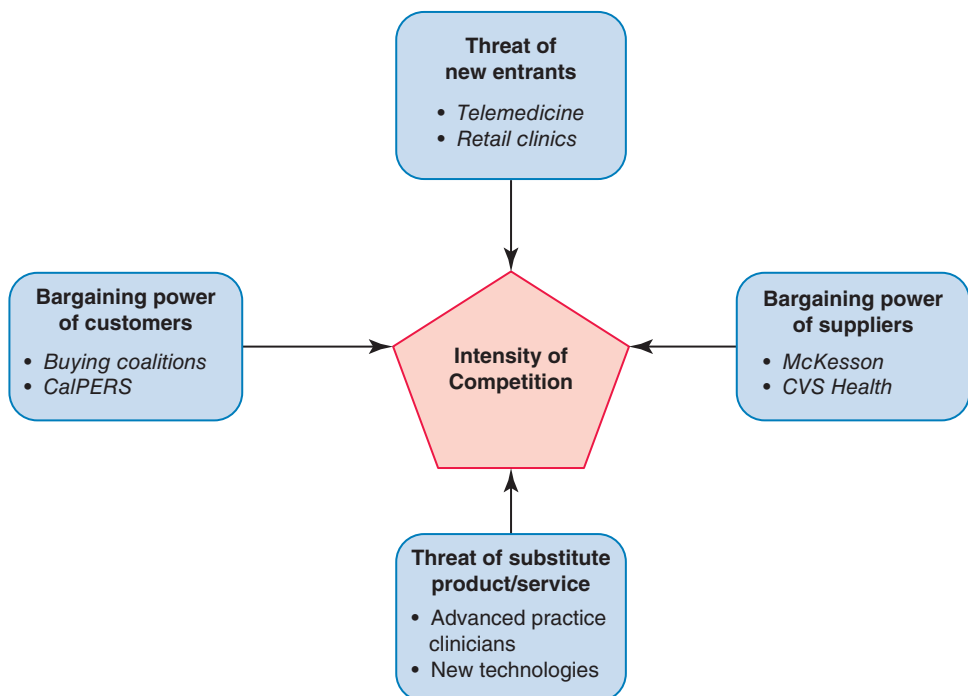 Threat of
new entrants
• Telemedicine
• Retail clinics
Bargaining power
of customers
• Buying coalitions
• CalPERS
Intensity of
Competition
Bargaining power
of suppliers
• McKesson
• CVS Health
Threat of substitute
product/service
• Advanced practice
clinicians
• New technologies